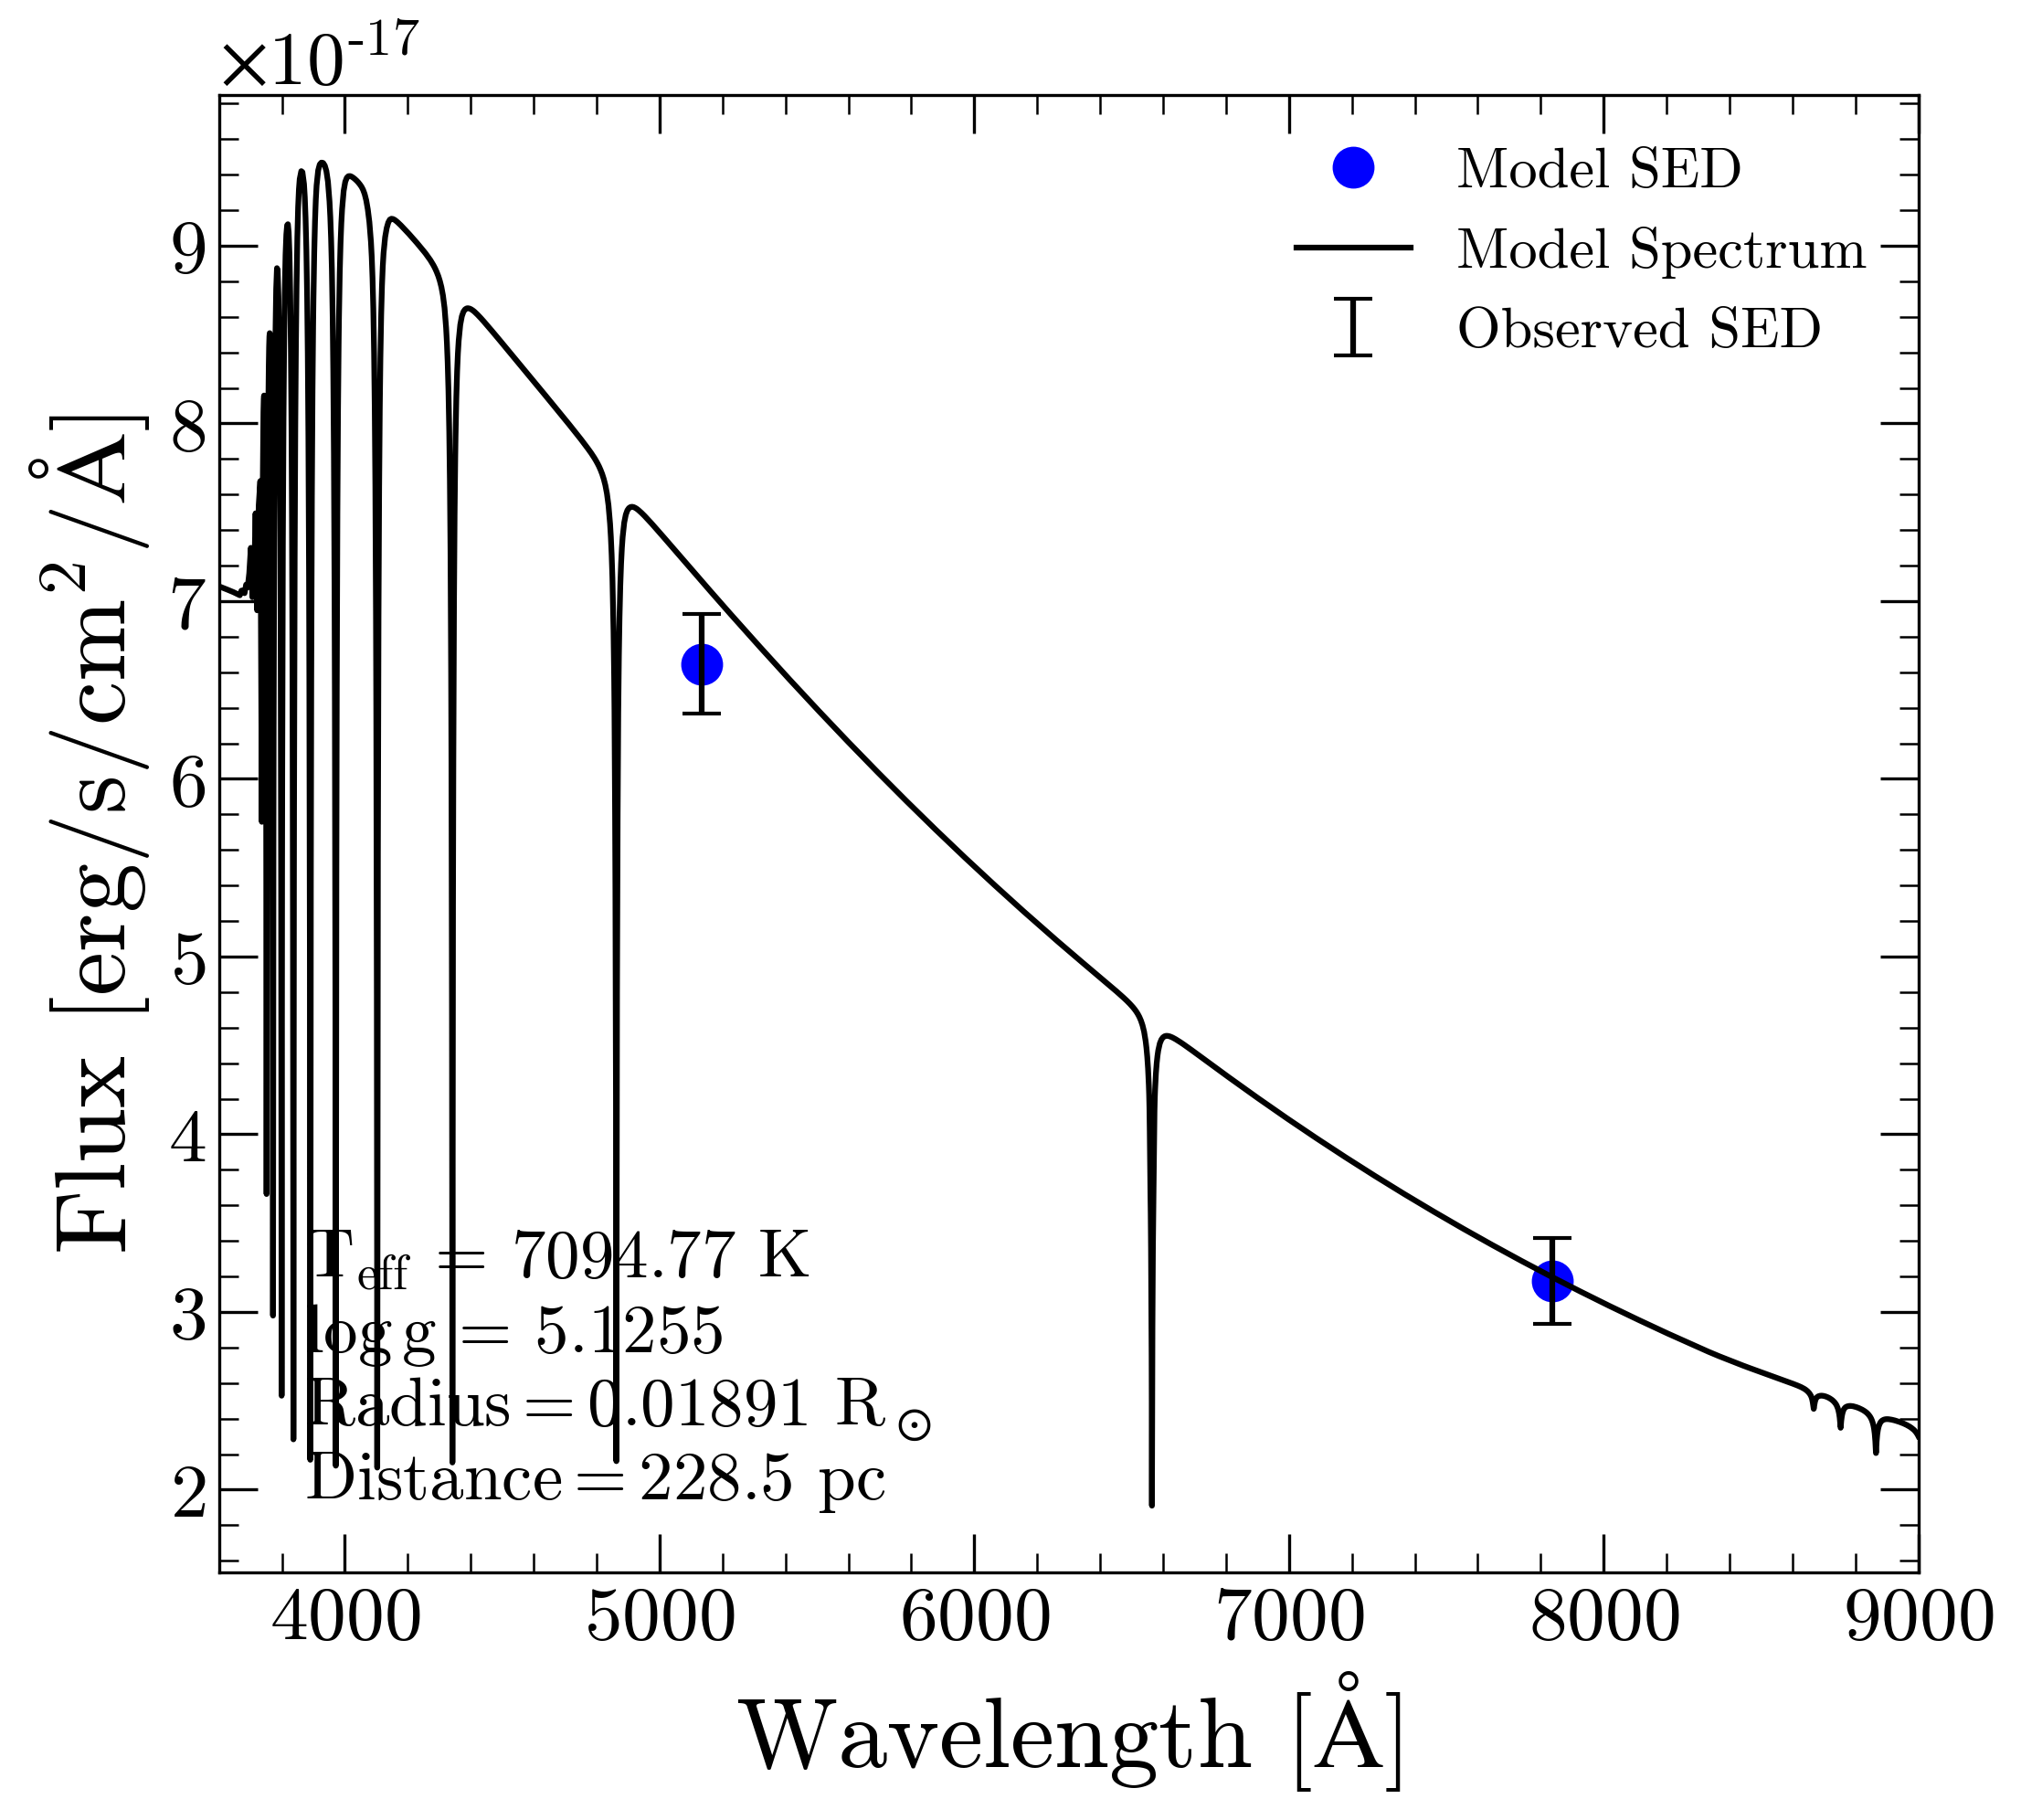 ×10⁻¹⁷
Model SED
Model Spectrum
Observed SED
9
8
7
6
5
4
3
2
Flux [erg/s/cm²/Å]
T_eff = 7094.77 K
log g = 5.1255
Radius = 0.01891 R_⊙
Distance = 228.5 pc
4000 5000 6000 7000 8000 9000
Wavelength [Å]